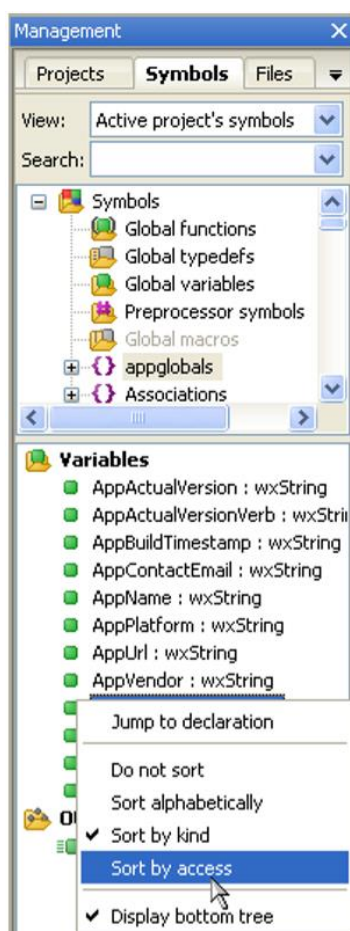 Management
Projects Symbols Files
View: Active project's symbols
Search:
Symbols
Global functions
Global typedefs
Global variables
Preprocessor symbols
Global macros
appglobals
Associations
Variables
AppActualVersion : wxString
AppActualVersionVerb : wxStri
AppBuildTimestamp : wxString
AppContactEmail : wxString
AppName : wxString
AppPlatform : wxString
AppUrl : wxString
AppVendor : wxString
Jump to declaration
Do not sort
Sort alphabetically
Sort by kind
Sort by access
Display bottom tree